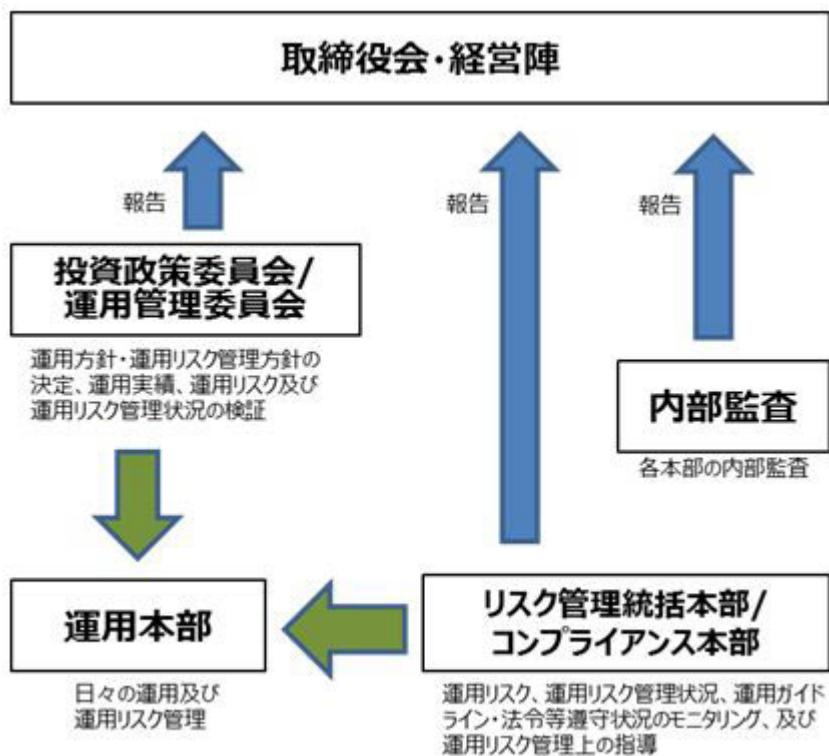 取締役会・経営陣
報告
報告
報告
投資政策委員会/
運用管理委員会
運用方針・運用リスク管理方針の
決定、運用実績、運用リスク及び
運用リスク管理状況の検証
内部監査
各本部の内部監査
運用本部
日々の運用及び
運用リスク管理
リスク管理統括本部/
コンプライアンス本部
運用リスク、運用リスク管理状況、運用ガイド
ライン・法令等遵守状況のモニタリング、及び
運用リスク管理上の指導